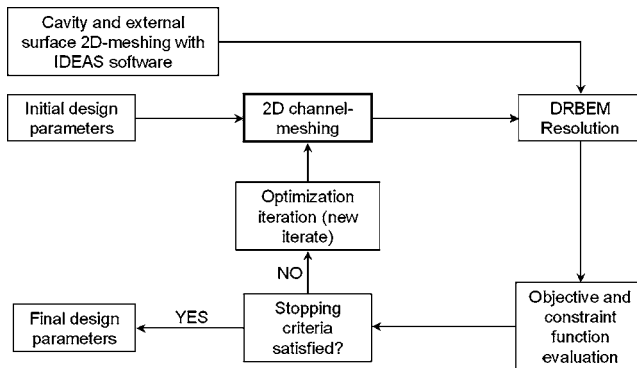 Cavity and external
surface 2D-meshing with
IDEAS software
Initial design
parameters
2D channel-
meshing
DRBEM
Resolution
Optimization
iteration (new
iterate)
NO
Final design
parameters
YES
Stopping
criteria
satisfied?
Objective and
constraint
function
evaluation